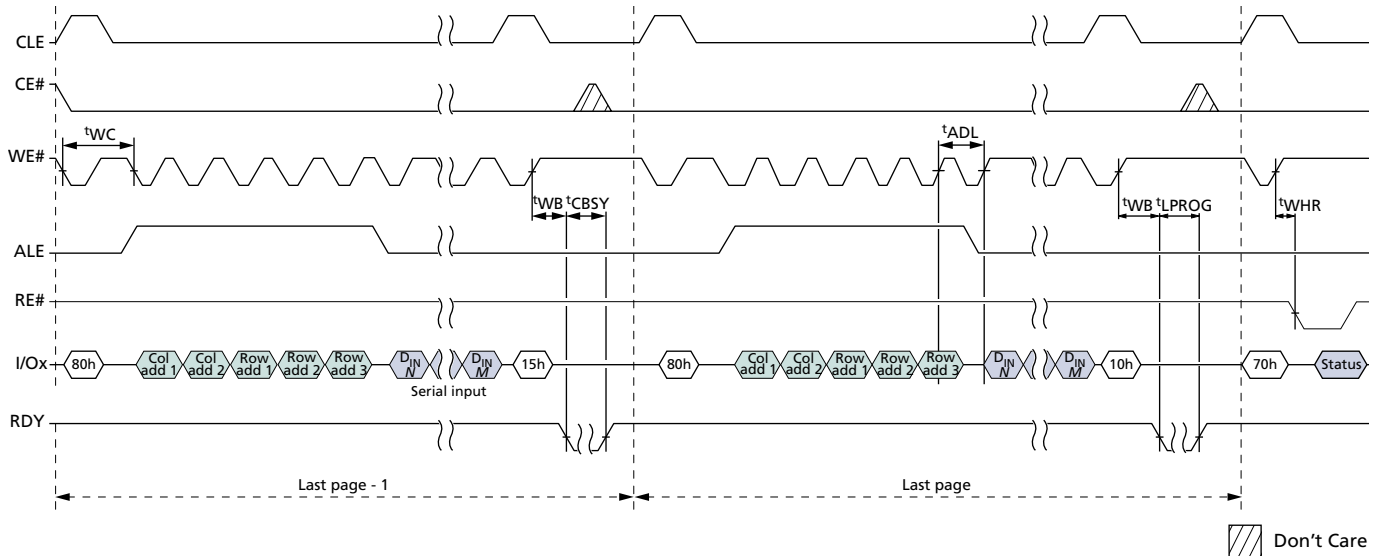 CLE
CE#
tWC
tADL
WE#
tWB tCBSY
tWB tLPROG
tWHR
ALE
RE#
I/Ox
80h
Col add 1
Col add 2
Row add 1
Row add 2
Row add 3
DIN N
DIN M
15h
80h
Col add 1
Col add 2
Row add 1
Row add 2
Row add 3
DIN N
DIN M
10h
70h
Status
Serial input
RDY
Last page - 1
Last page
Don't Care